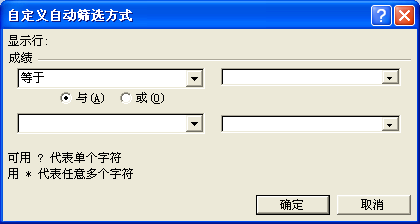 自定义自动筛选方式
显示行:
成绩
等于
与(A) 或(O)
可用 ? 代表单个字符
用 * 代表任意多个字符
确定 取消